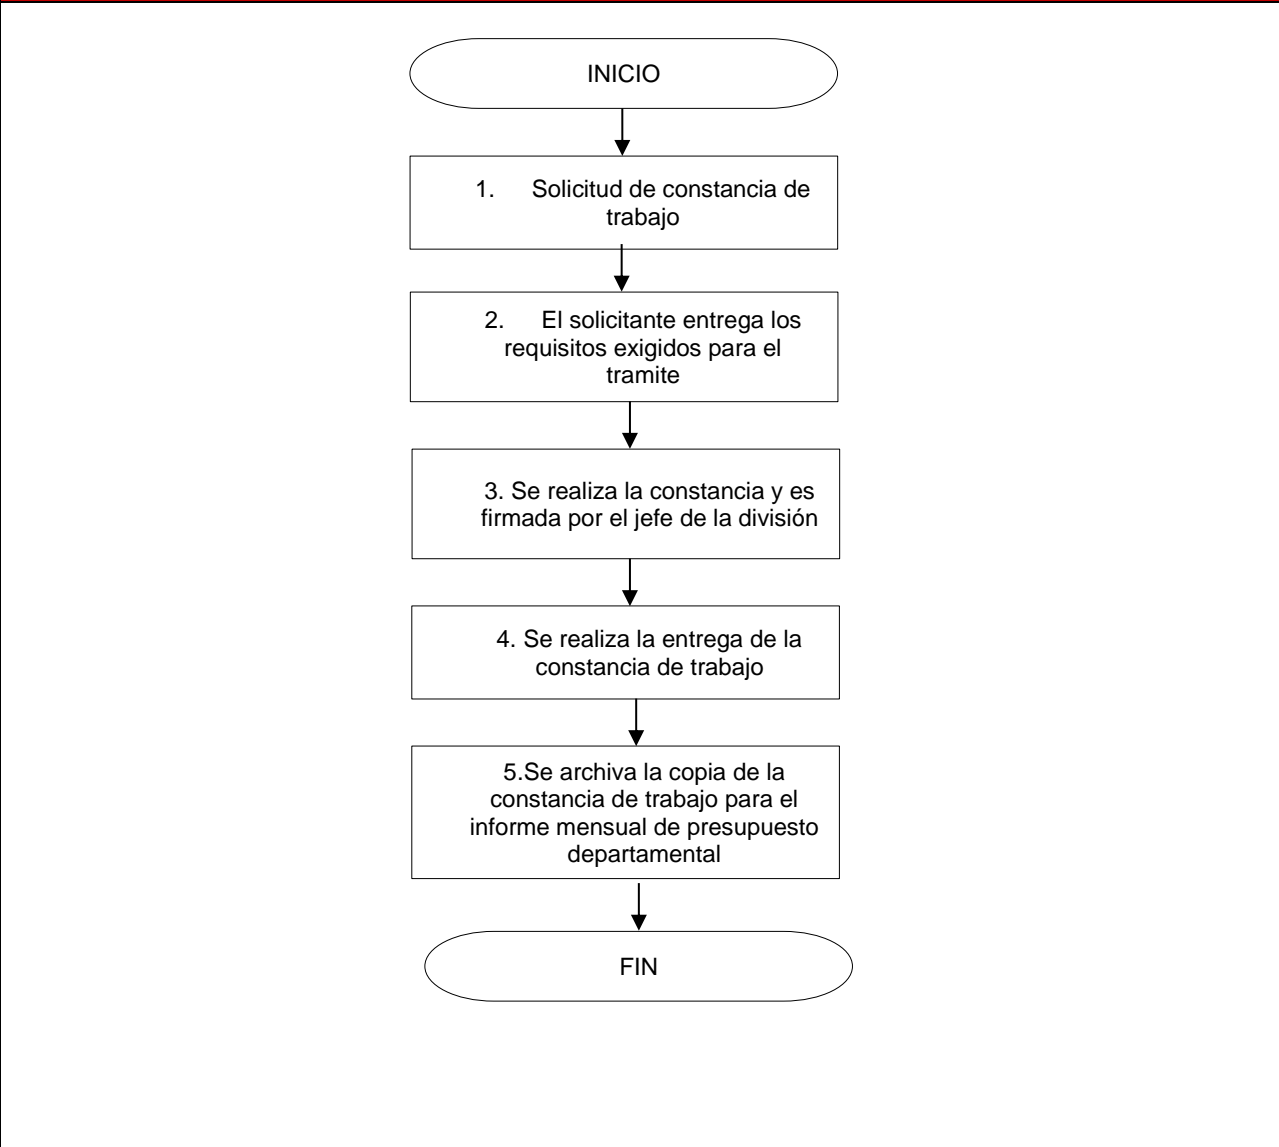 INICIO
1. Solicitud de constancia de
trabajo
2. El solicitante entrega los
requisitos exigidos para el
tramite
3. Se realiza la constancia y es
firmada por el jefe de la división
4. Se realiza la entrega de la
constancia de trabajo
5.Se archiva la copia de la
constancia de trabajo para el
informe mensual de presupuesto
departamental
FIN